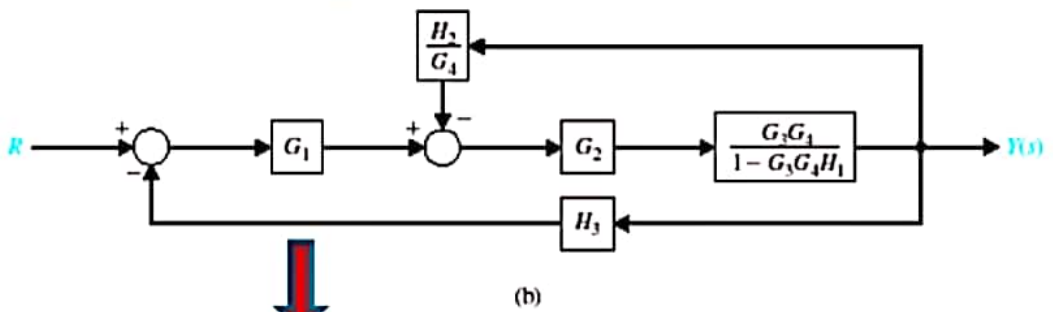 H₂
G₄
R + − G₁ + − G₂ G₃G₄ Y(s)
1 − G₃G₄H₁
H₃
(b)